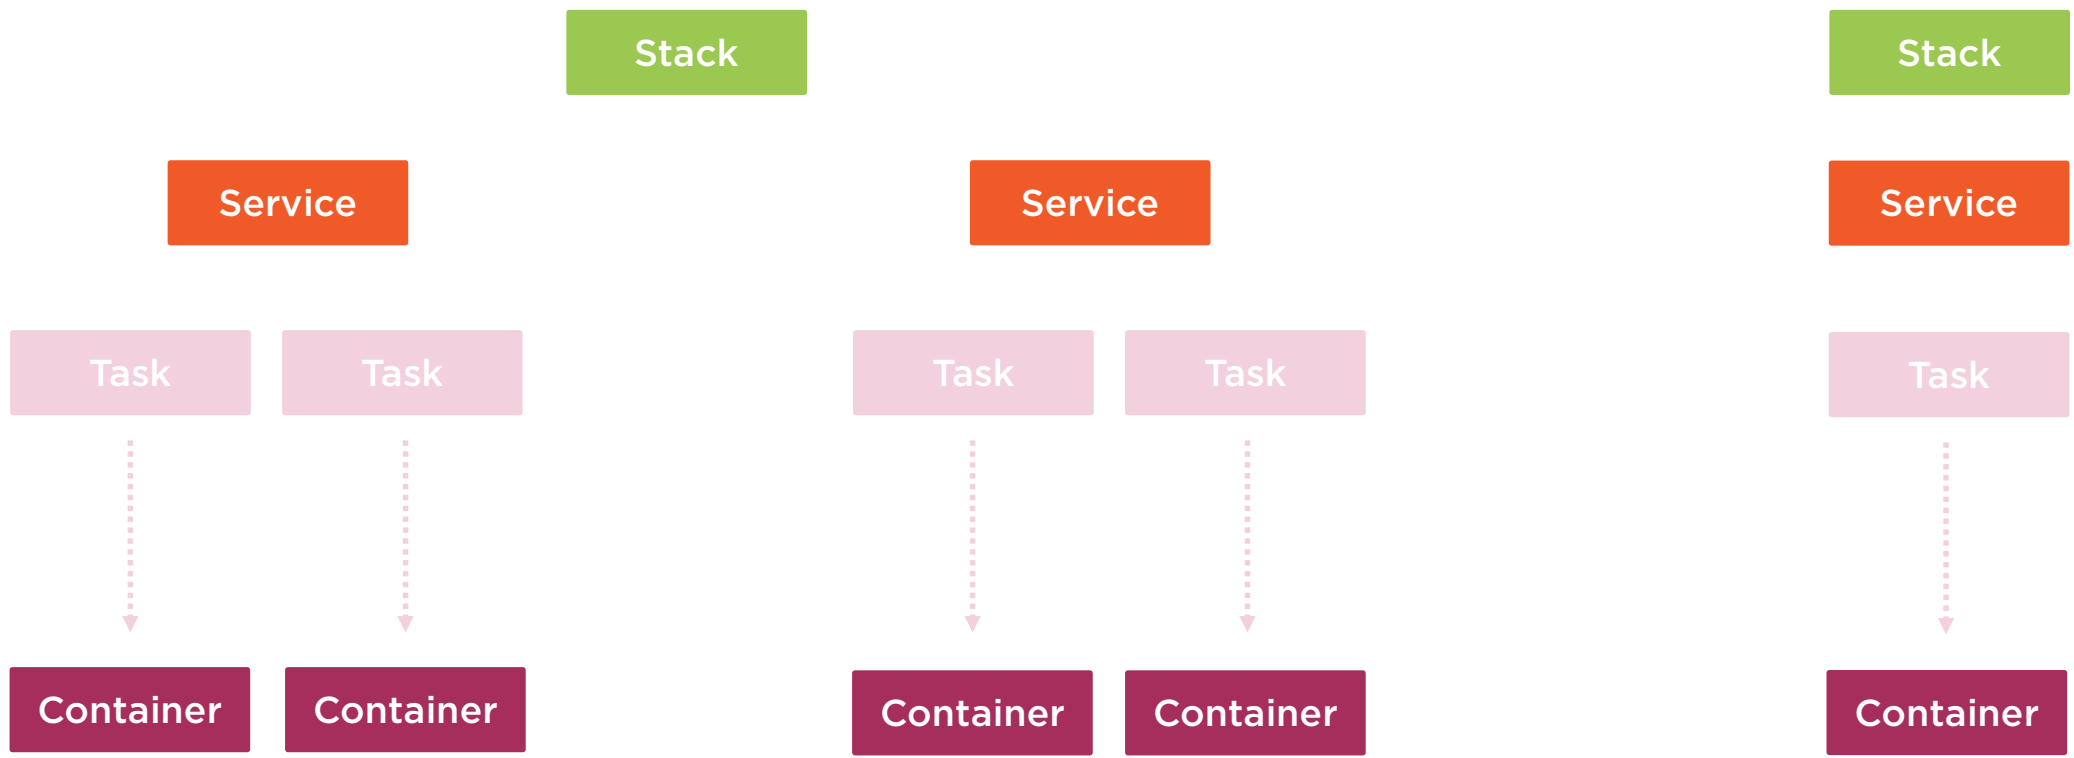 Stack
Stack
Service
Service
Service
Task
Task
Task
Task
Task
Container
Container
Container
Container
Container